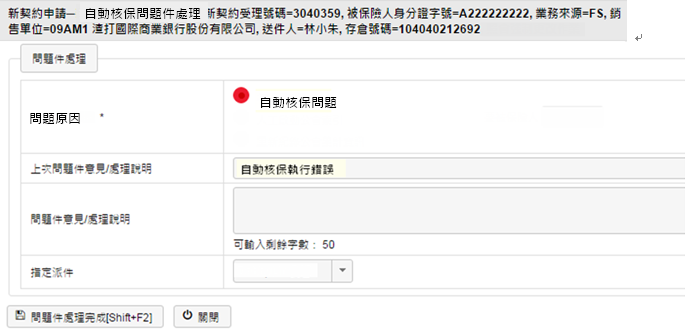 新契約申請─ 自動核保問題件處理 新契約受理號碼=3040359, 被保險人身分證字號=A222222222, 業務來源=FS, 銷
售單位=09AM1 渣打國際商業銀行股份有限公司, 送件人=林小朱, 存倉號碼=104040212692
問題件處理
問題原因 *
自動核保問題
上次問題件意見/處理說明
自動核保執行錯誤
問題件意見/處理說明
可輸入剩餘字數： 50
指定派件
問題件處理完成[Shift+F2]
關閉